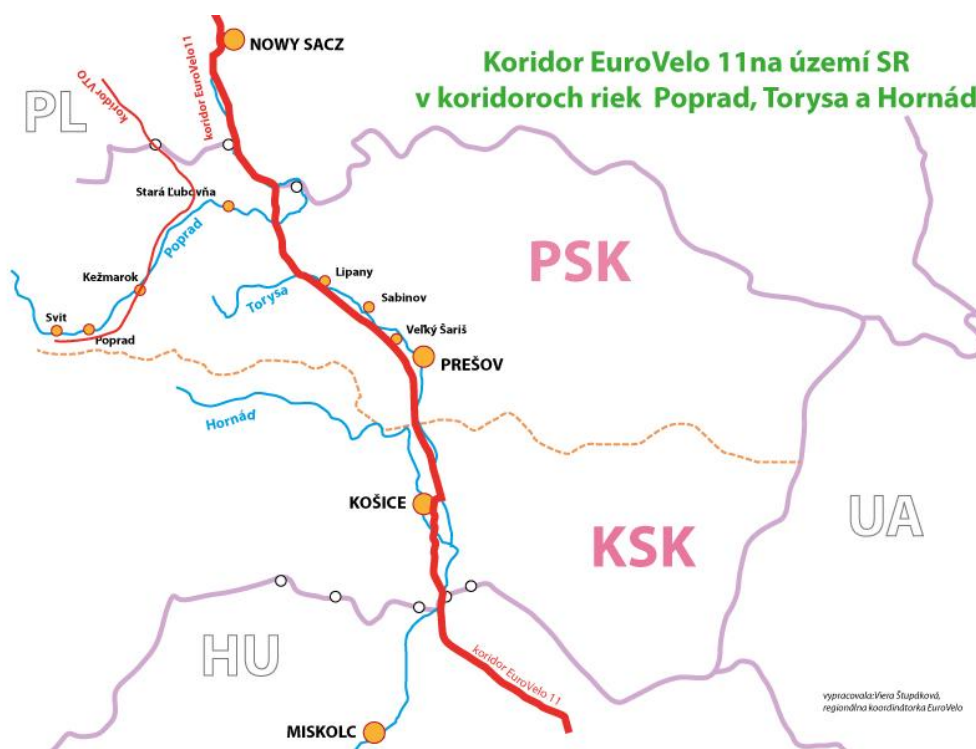 NOWY SACZ
Koridor EuroVelo 11na území SR
v koridoroch riek Poprad, Torysa a Hornád
koridor EuroVelo11
koridor VTO
PL
Stará Ľubovňa
Poprad
PSK
Kežmarok
Lipany
Torysa
Sabinov
Svit
Poprad
Veľký Šariš
PREŠOV
Hornád
KOŠICE
UA
KSK
HU
koridor EuroVelo 11
vypracovala:Viera Štupáková,
regionálna koordinátorka EuroVelo
MISKOLC